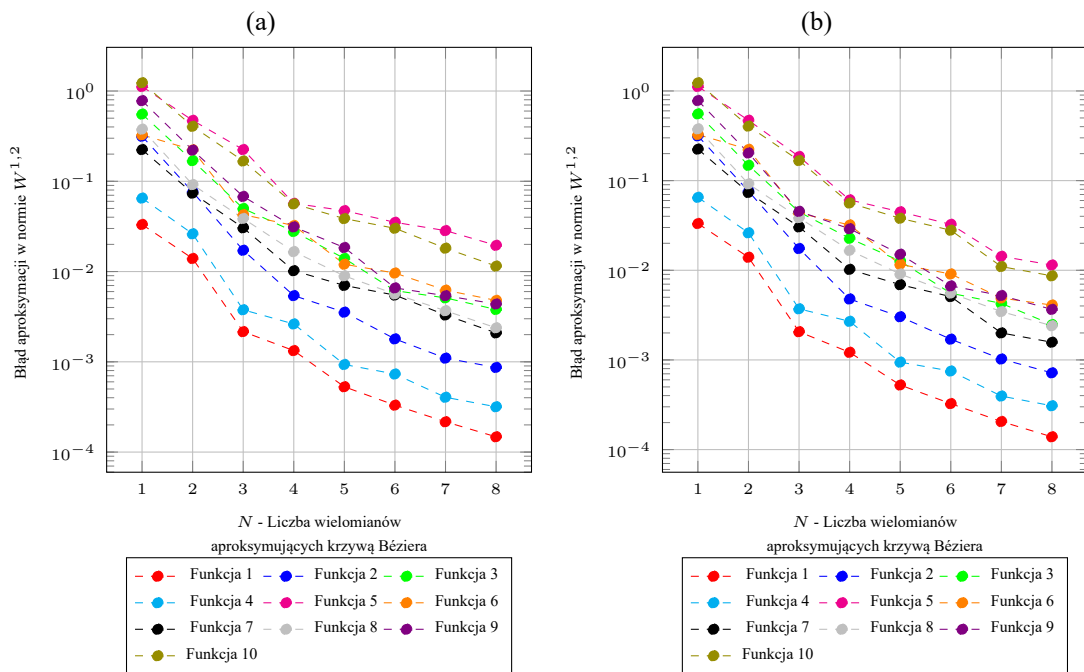 (a)
10^0
10^−1
10^−2
10^−3
10^−4
Błąd aproksymacji w normie W^{1,2}
1 2 3 4 5 6 7 8
N - Liczba wielomianów
aproksymujących krzywą Béziera
Funkcja 1 Funkcja 2 Funkcja 3
Funkcja 4 Funkcja 5 Funkcja 6
Funkcja 7 Funkcja 8 Funkcja 9
Funkcja 10
(b)
10^0
10^−1
10^−2
10^−3
10^−4
Błąd aproksymacji w normie W^{1,2}
1 2 3 4 5 6 7 8
N - Liczba wielomianów
aproksymujących krzywą Béziera
Funkcja 1 Funkcja 2 Funkcja 3
Funkcja 4 Funkcja 5 Funkcja 6
Funkcja 7 Funkcja 8 Funkcja 9
Funkcja 10